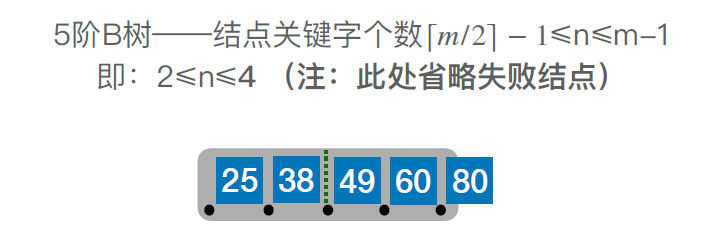 5阶B树——结点关键字个数⌈m/2⌉ − 1≤n≤m–1
即：2≤n≤4 （注：此处省略失败结点）
25 38 49 60 80